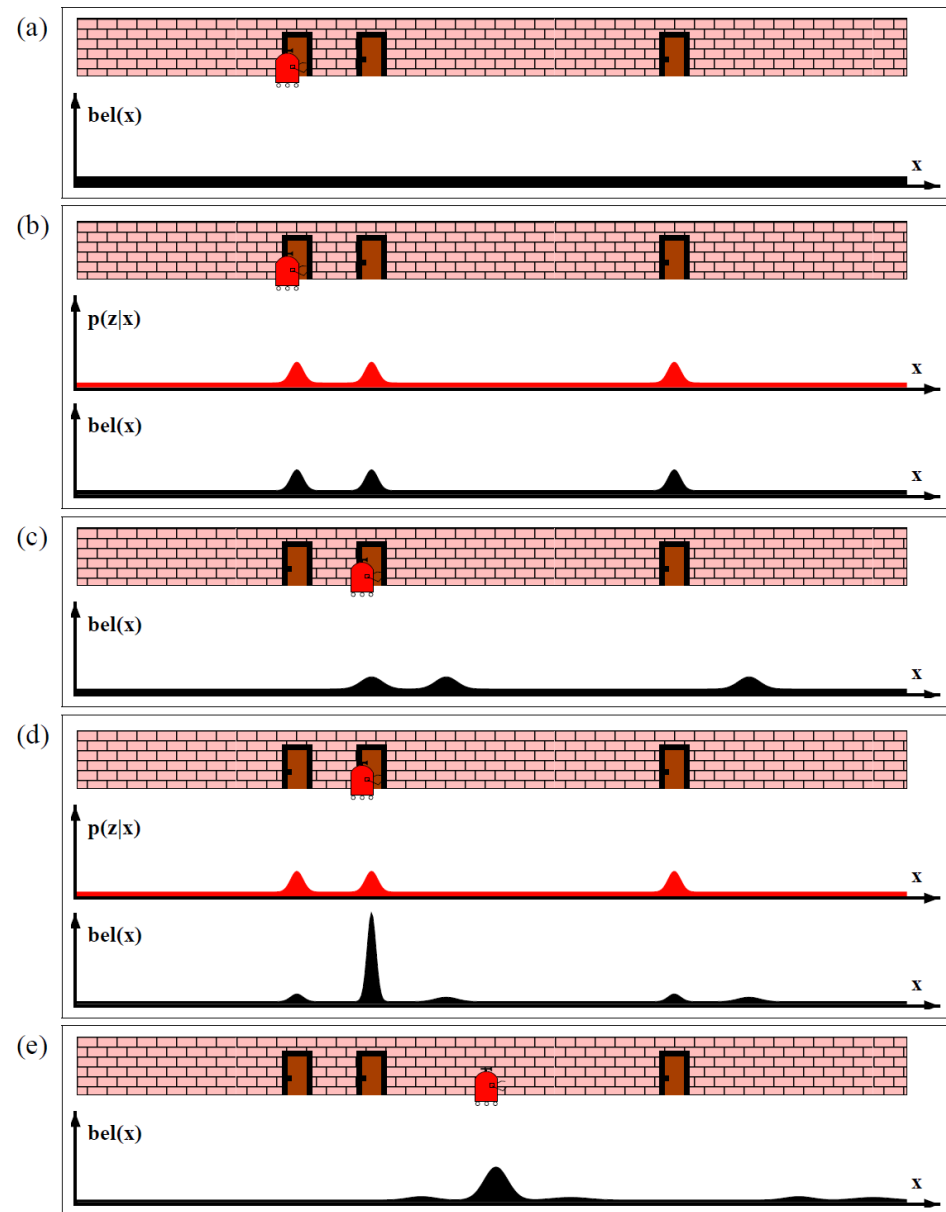 (a)
bel(x)
x
(b)
p(z|x)
x
bel(x)
x
(c)
bel(x)
x
(d)
p(z|x)
x
bel(x)
x
(e)
bel(x)
x